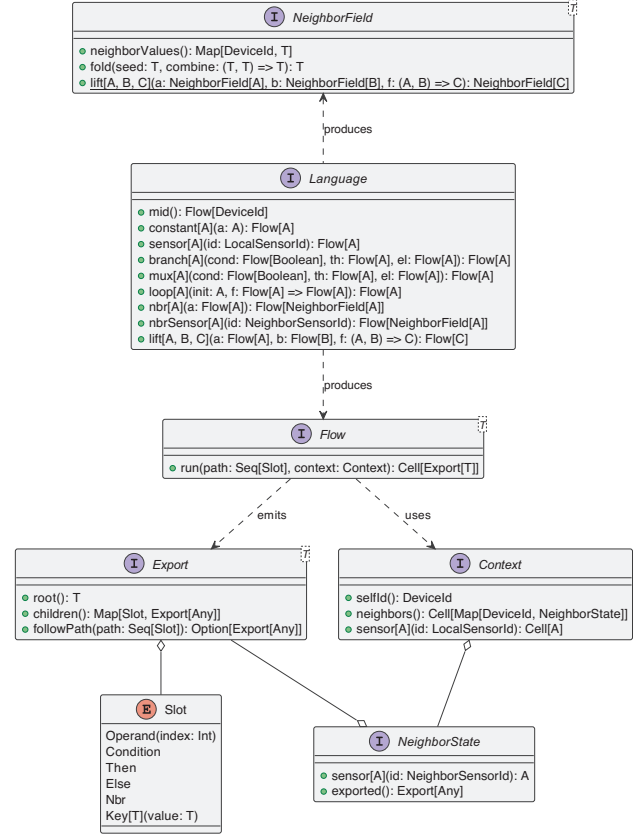 I NeighborField
T
neighborValues(): Map[DeviceId, T]
fold(seed: T, combine: (T, T) => T): T
lift[A, B, C](a: NeighborField[A], b: NeighborField[B], f: (A, B) => C): NeighborField[C]
produces
I Language
mid(): Flow[DeviceId]
constant[A](a: A): Flow[A]
sensor[A](id: LocalSensorId): Flow[A]
branch[A](cond: Flow[Boolean], th: Flow[A], el: Flow[A]): Flow[A]
mux[A](cond: Flow[Boolean], th: Flow[A], el: Flow[A]): Flow[A]
loop[A](init: A, f: Flow[A] => Flow[A]): Flow[A]
nbr[A](a: Flow[A]): Flow[NeighborField[A]]
nbrSensor[A](id: NeighborSensorId): Flow[NeighborField[A]]
lift[A, B, C](a: Flow[A], b: Flow[B], f: (A, B) => C): Flow[C]
produces
I Flow
T
run(path: Seq[Slot], context: Context): Cell[Export[T]]
emits
uses
I Export
T
root(): T
children(): Map[Slot, Export[Any]]
followPath(path: Seq[Slot]): Option[Export[Any]]
I Context
selfId(): DeviceId
neighbors(): Cell[Map[DeviceId, NeighborState]]
sensor[A](id: LocalSensorId): Cell[A]
E Slot
Operand(index: Int)
Condition
Then
Else
Nbr
Key[T](value: T)
I NeighborState
sensor[A](id: NeighborSensorId): A
exported(): Export[Any]